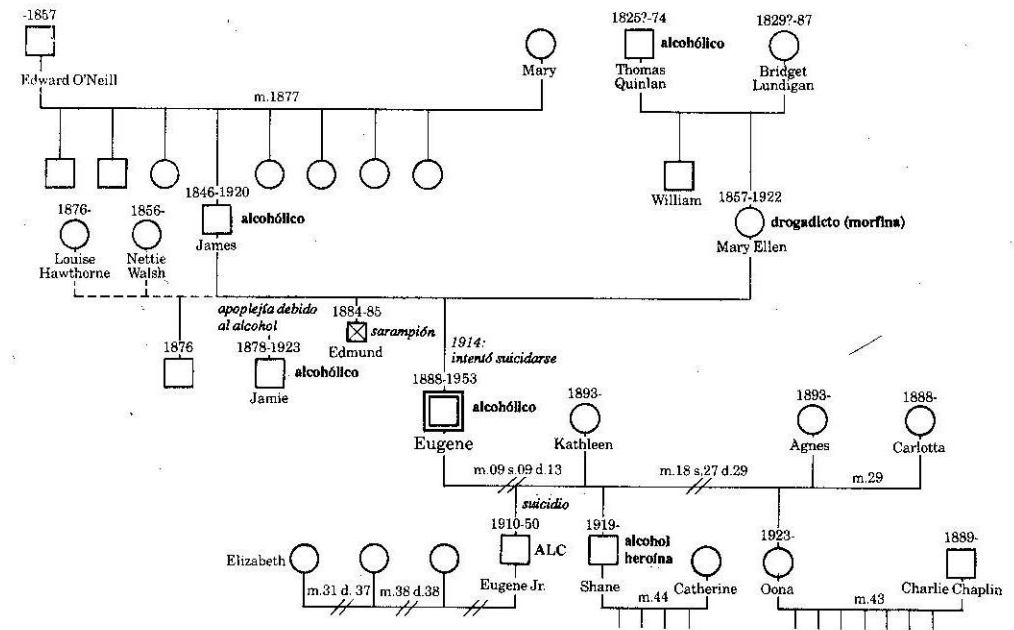 -1857
Edward O'Neill
Mary
1825?-74
alcohólico
Thomas
Quinlan
1829?-87
Bridget
Lundigan
m.1877
William
1857-1922
drogadicto (morfina)
Mary Ellen
1876-
Louise
Hawthorne
1856-
Nettie
Walsh
1846-1920
alcohólico
James
1876
apoplejía debido
al alcohol
1878-1923
alcohólico
Jamie
1884-85
sarampión
Edmund
1914:
intentó suicidarse
1888-1953
alcohólico
Eugene
1893-
Kathleen
1893-
Agnes
1888-
Carlotta
m.09 s.09 d.13
m.18 s,27 d.29
m.29
suicidio
Elizabeth
m.31 d. 37
m.38 d.38
1910-50
ALC
Eugene Jr.
1919-
alcohol
heroína
Shane
Catherine
m.44
1923-
Oona
1889-
Charlie Chaplin
m.43